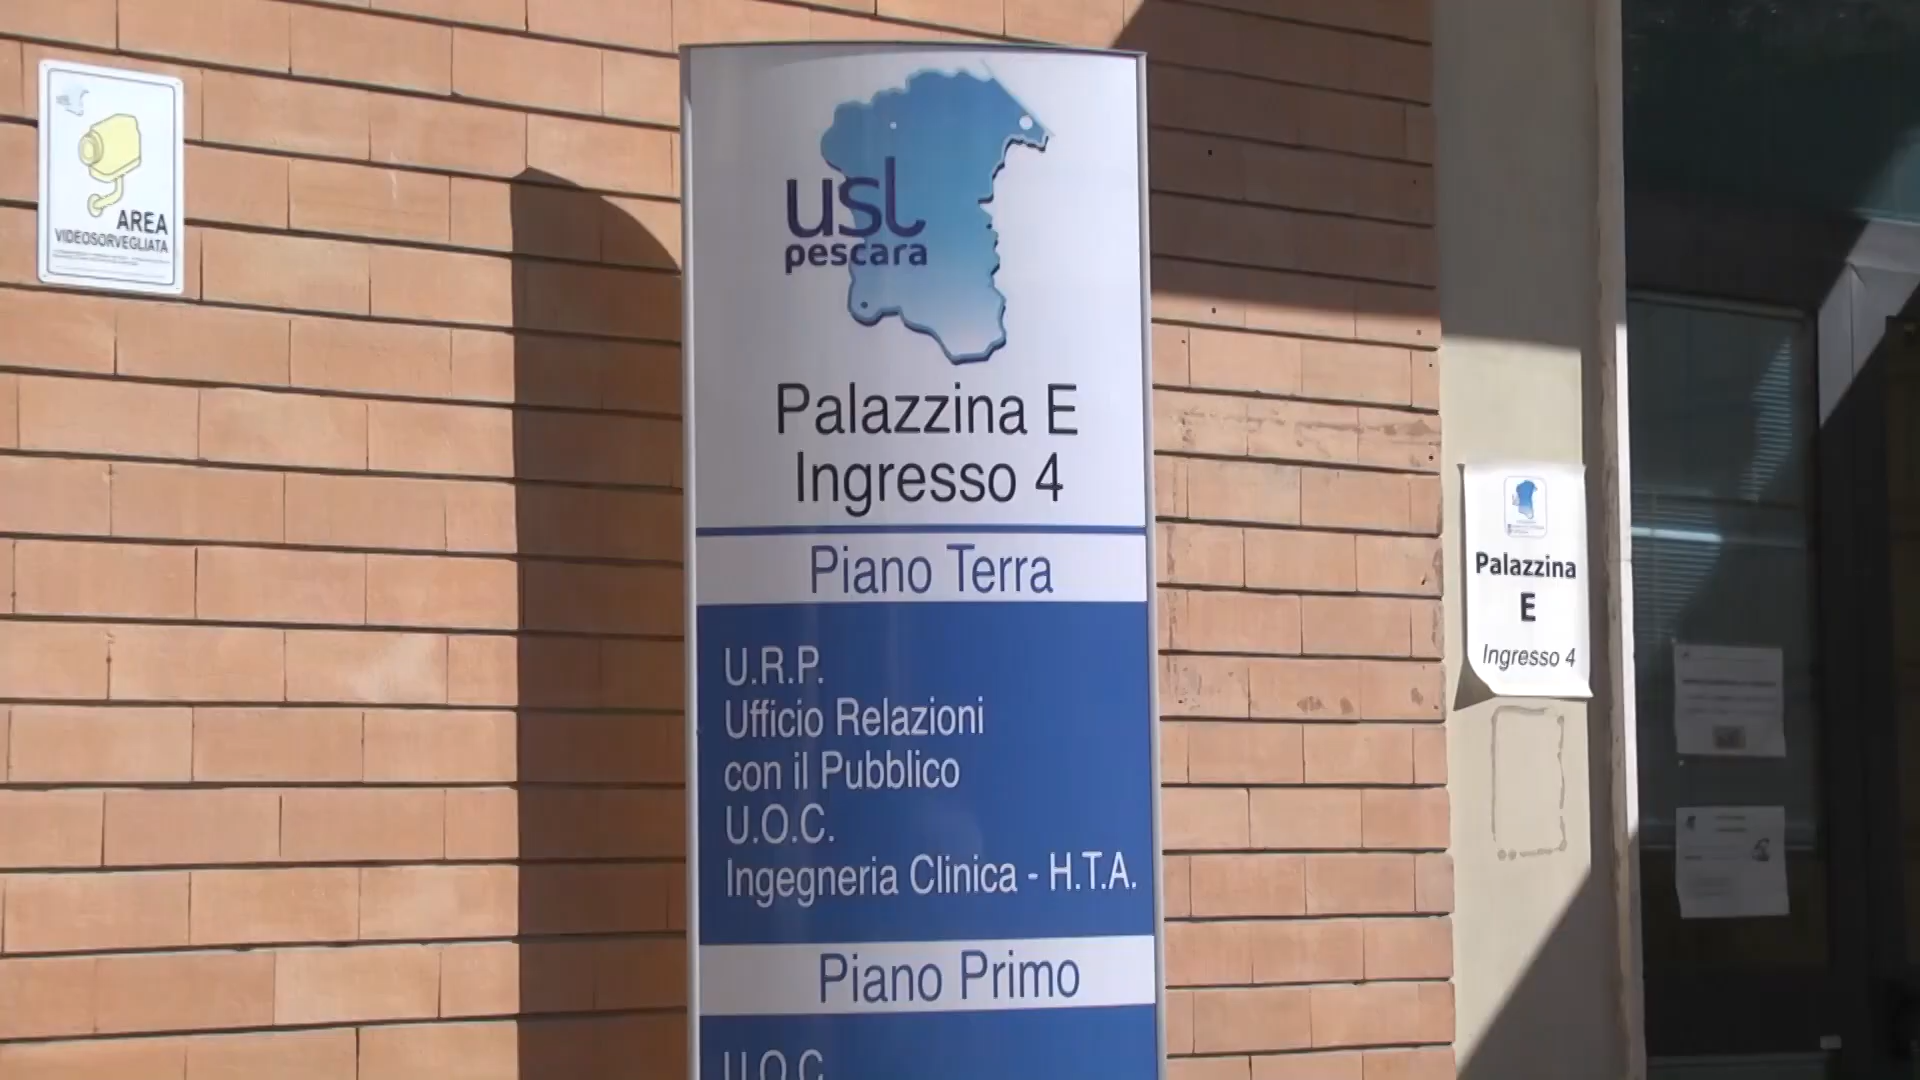 AREA
VIDEOSORVEGLIATA
usl
pescara
Palazzina E
Ingresso 4
Piano Terra
U.R.P.
Ufficio Relazioni
con il Pubblico
U.O.C.
Ingegneria Clinica - H.T.A.
Piano Primo
U.O.C.
Palazzina
E
Ingresso 4